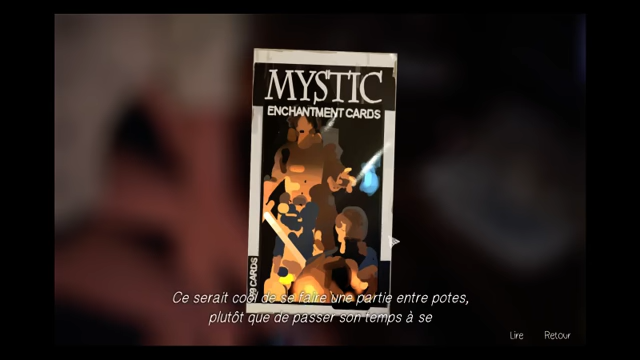 MYSTIC
ENCHANTMENT CARDS
CARDS
Ce serait cool de se faire une partie entre potes,
plutôt que de passer son temps à se
Lire Retour